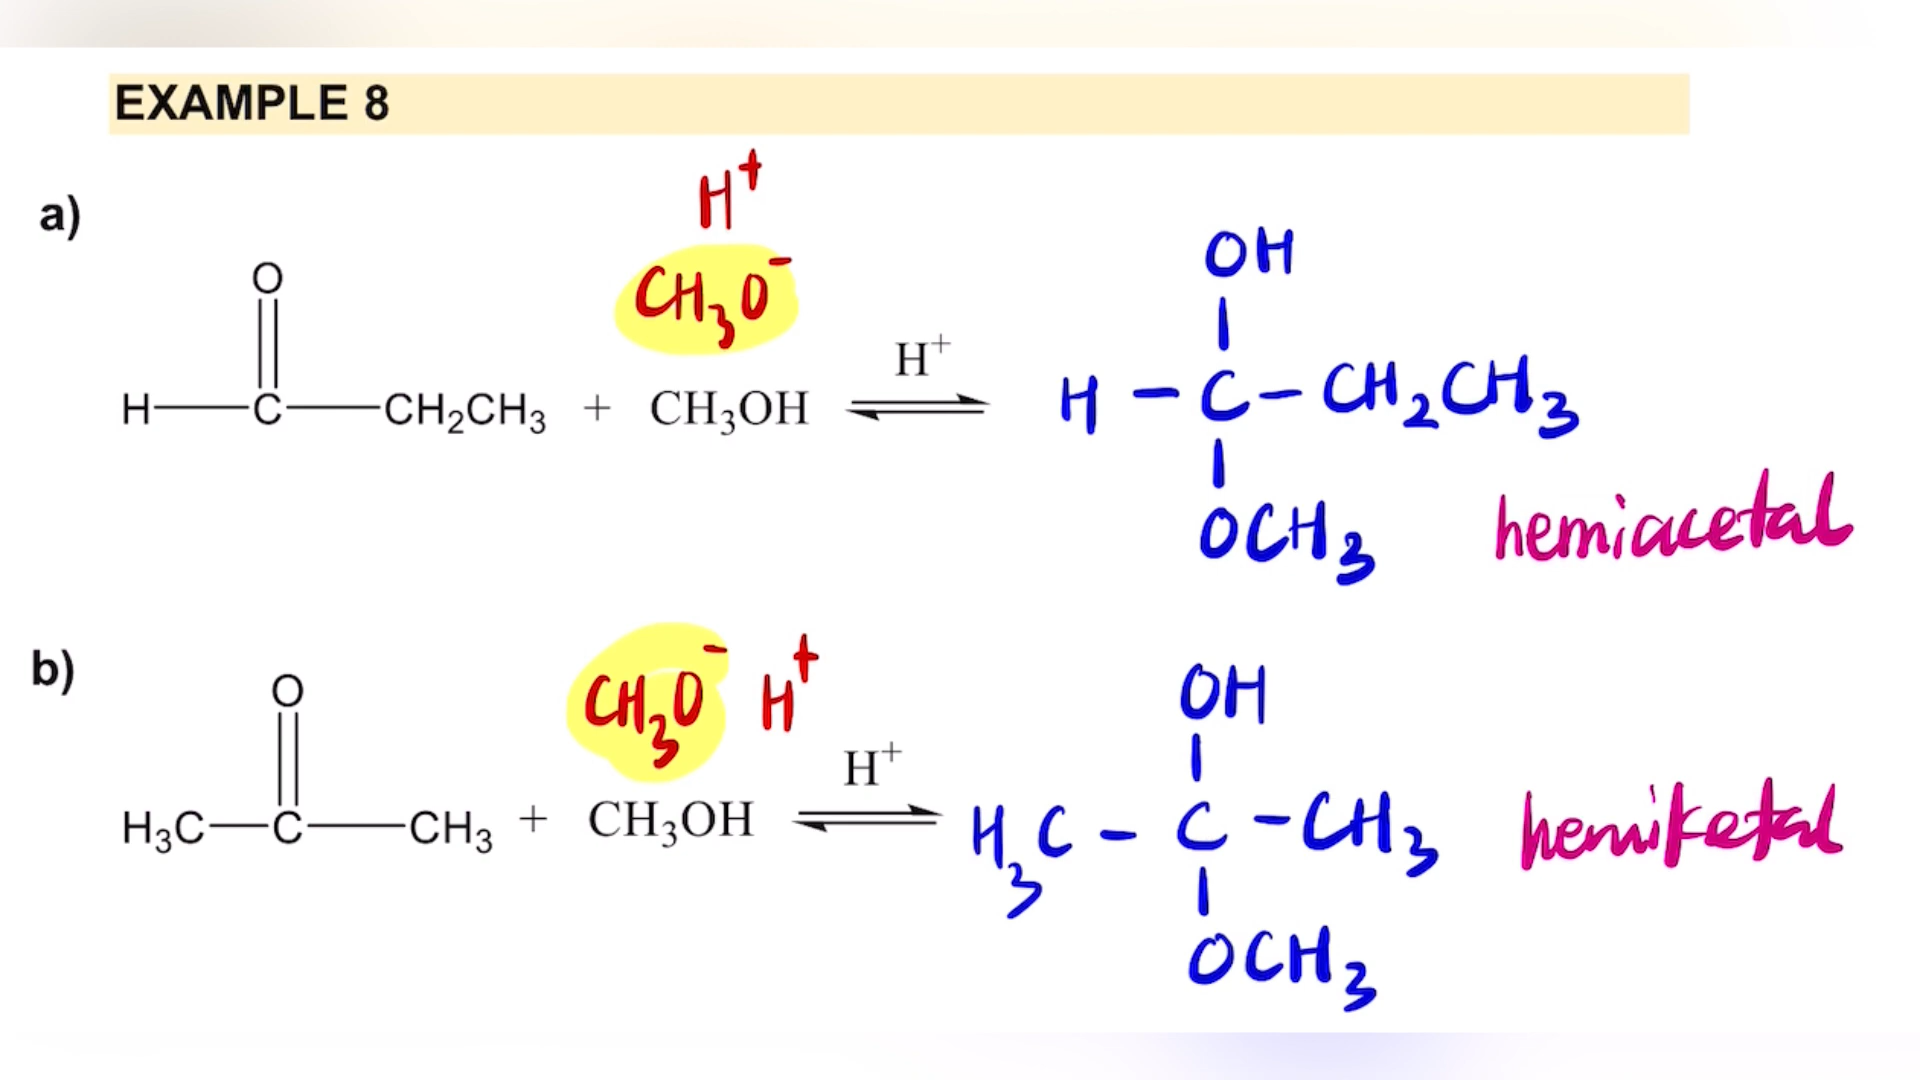 EXAMPLE 8
a)
H⁺
CH₃O⁻
O
H—C—CH₂CH₃ + CH₃OH ⇌ H⁺
OH
H – C – CH₂CH₃
OCH₃
hemiacetal
b)
CH₃O⁻ H⁺
O
H₃C—C—CH₃ + CH₃OH ⇌ H⁺
OH
H₃C – C – CH₃
OCH₃
hemiketal